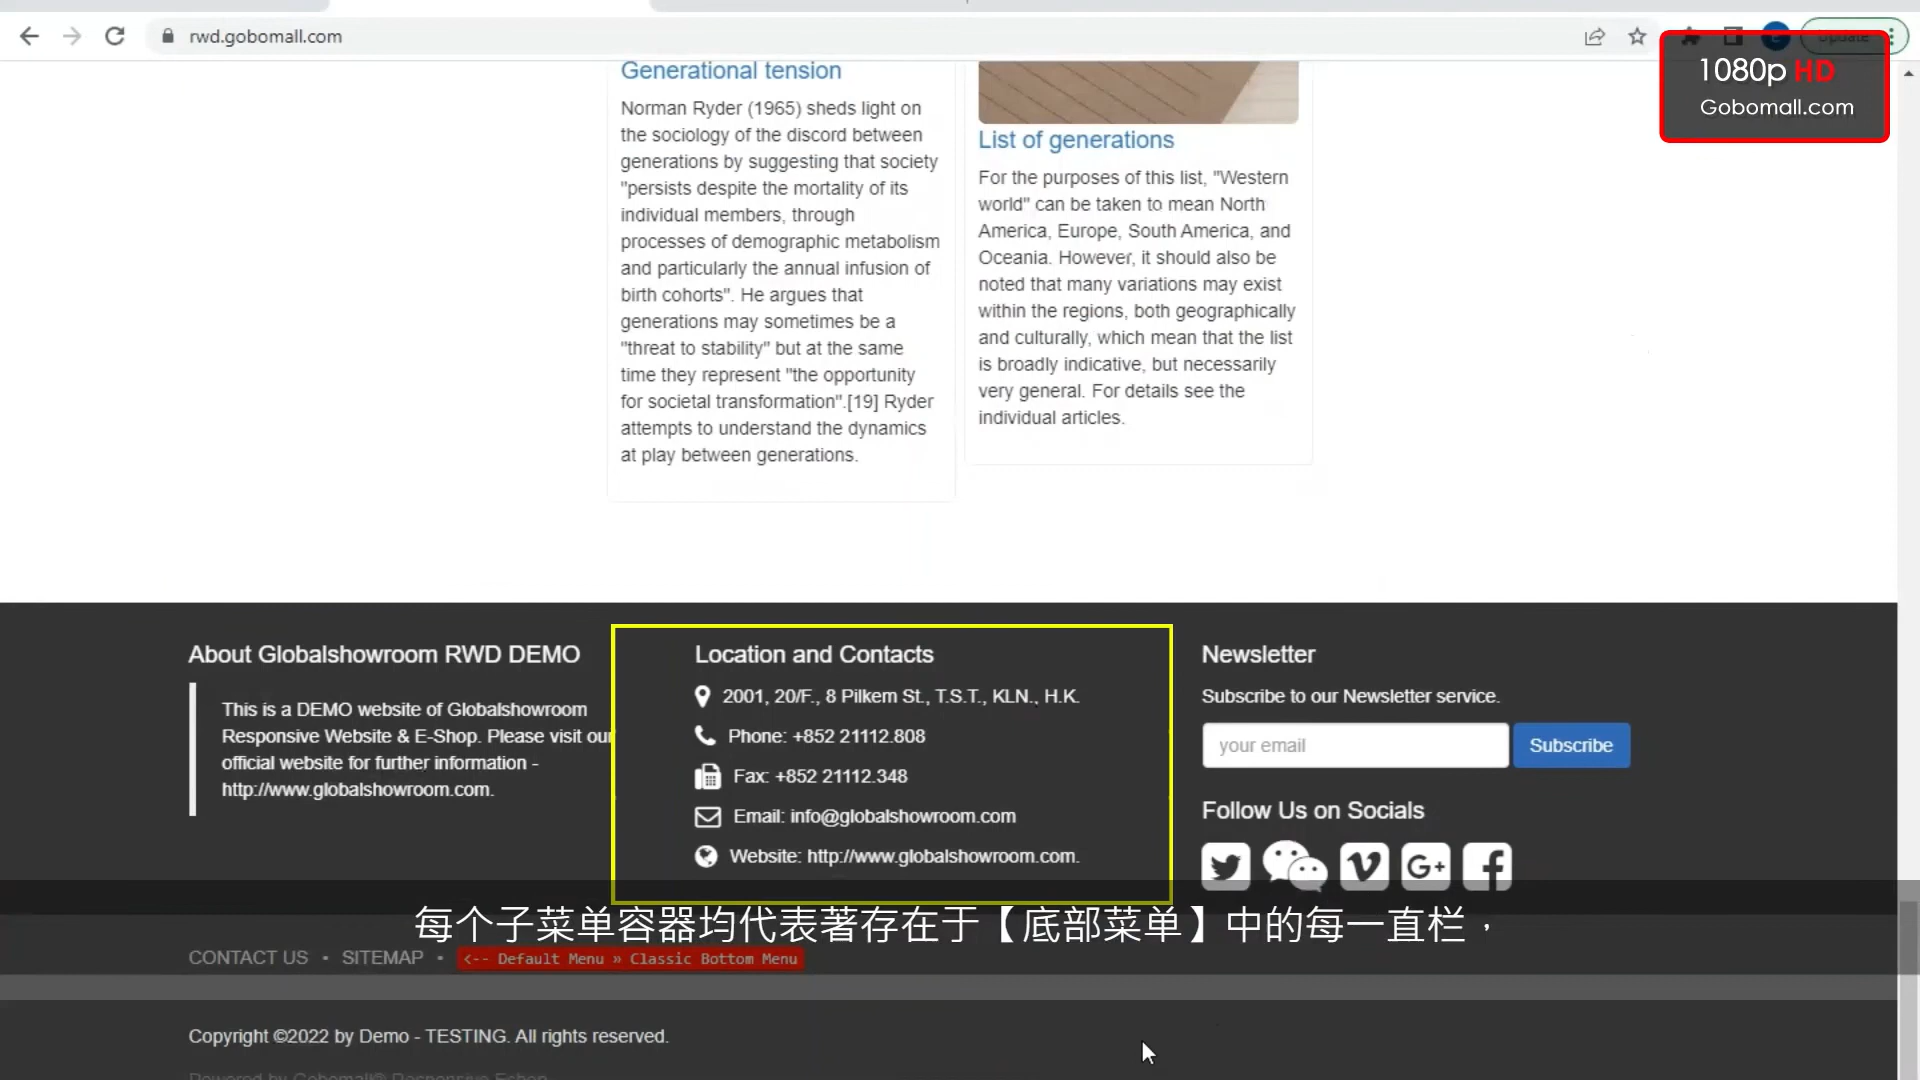 rwd.gobomall.com
Update
1080p HD
Gobomall.com
Generational tension
Norman Ryder (1965) sheds light on
the sociology of the discord between
generations by suggesting that society
"persists despite the mortality of its
individual members, through
processes of demographic metabolism
and particularly the annual infusion of
birth cohorts". He argues that
generations may sometimes be a
"threat to stability" but at the same
time they represent "the opportunity
for societal transformation".[19] Ryder
attempts to understand the dynamics
at play between generations.
List of generations
For the purposes of this list, "Western
world" can be taken to mean North
America, Europe, South America, and
Oceania. However, it should also be
noted that many variations may exist
within the regions, both geographically
and culturally, which mean that the list
is broadly indicative, but necessarily
very general. For details see the
individual articles.
About Globalshowroom RWD DEMO
This is a DEMO website of Globalshowroom
Responsive Website & E-Shop. Please visit our
official website for further information -
http://www.globalshowroom.com.
Location and Contacts
2001, 20/F., 8 Pilkem St., T.S.T., KLN., H.K.
Phone: +852 21112.808
Fax: +852 21112.348
Email: info@globalshowroom.com
Website: http://www.globalshowroom.com.
Newsletter
Subscribe to our Newsletter service.
your email
Subscribe
Follow Us on Socials
每个子菜单容器均代表著存在于【底部菜单】中的每一直栏，
CONTACT US • SITEMAP • <-- Default Menu » Classic Bottom Menu
Copyright ©2022 by Demo - TESTING. All rights reserved.
Powered by Gobomall® Responsive Eshop